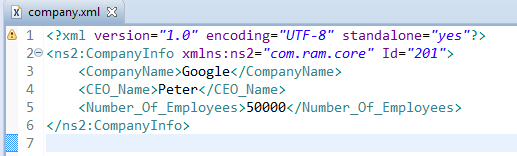 company.xml
1 <?xml version="1.0" encoding="UTF-8" standalone="yes"?>
2 <ns2:CompanyInfo xmlns:ns2="com.ram.core" Id="201">
3     <CompanyName>Google</CompanyName>
4     <CEO_Name>Peter</CEO_Name>
5     <Number_Of_Employees>50000</Number_Of_Employees>
6 </ns2:CompanyInfo>
7